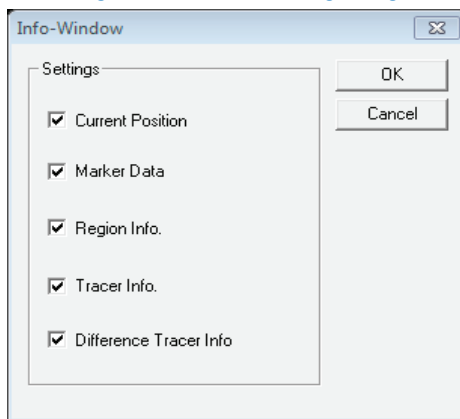 Info-Window
Settings
OK
Cancel
Current Position
Marker Data
Region Info.
Tracer Info.
Difference Tracer Info